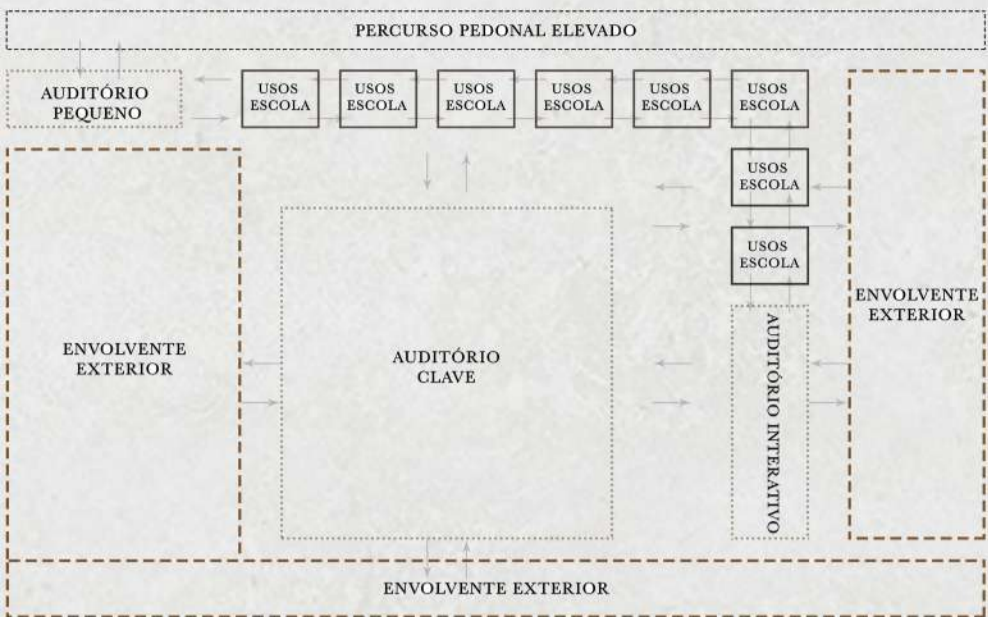 PERCURSO PEDONAL ELEVADO
AUDITÓRIO
PEQUENO
USOS
ESCOLA
USOS
ESCOLA
USOS
ESCOLA
USOS
ESCOLA
USOS
ESCOLA
USOS
ESCOLA
USOS
ESCOLA
USOS
ESCOLA
ENVOLVENTE
EXTERIOR
ENVOLVENTE
EXTERIOR
AUDITÓRIO
CLAVE
AUDITÓRIO INTERATIVO
ENVOLVENTE EXTERIOR